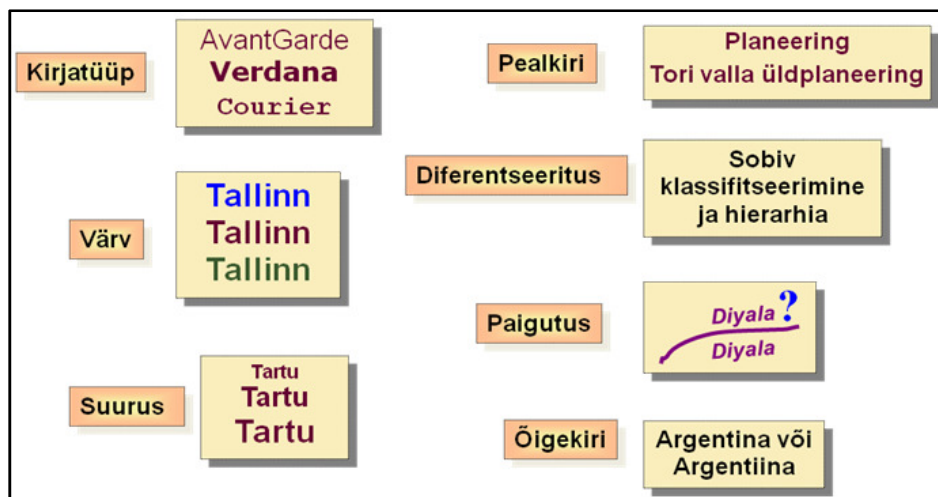 Kirjatüüp
AvantGarde
Verdana
Courier
Värv
Tallinn
Tallinn
Tallinn
Suurus
Tartu
Tartu
Tartu
Pealkiri
Planeering
Tori valla üldplaneering
Diferentseeritus
Sobiv
klassifitseerimine
ja hierarhia
Paigutus
Diyala ?
Diyala
Õigekiri
Argentina või
Argentiina